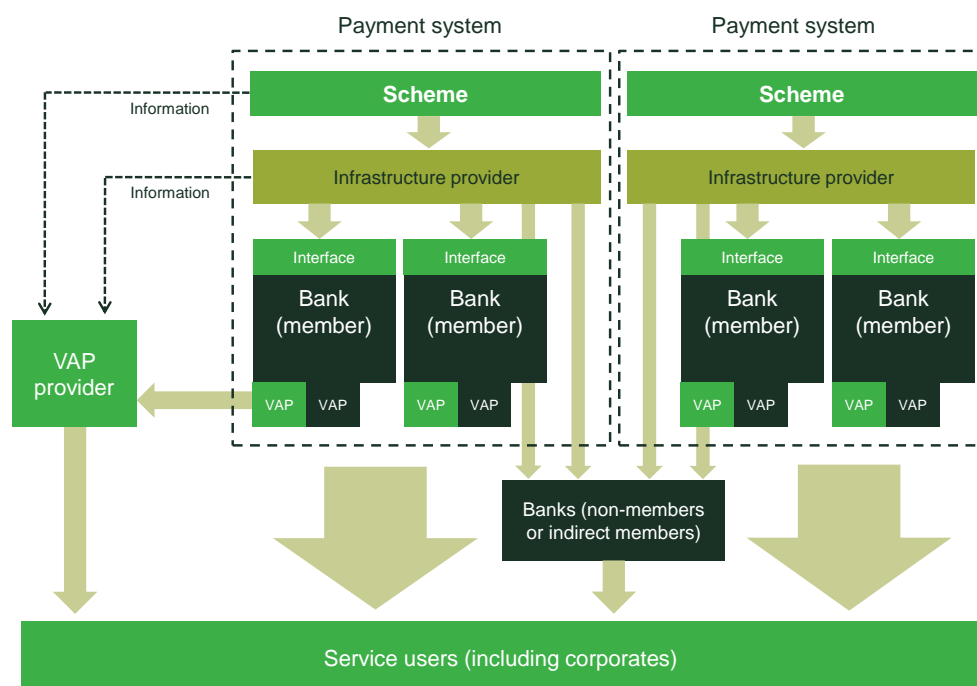 Payment system
Payment system
Scheme
Scheme
Information
Infrastructure provider
Infrastructure provider
Information
Interface
Interface
Interface
Interface
Bank
(member)
Bank
(member)
Bank
(member)
Bank
(member)
VAP
provider
VAP
VAP
VAP
VAP
VAP
VAP
VAP
VAP
Banks (non-members
or indirect members)
Service users (including corporates)